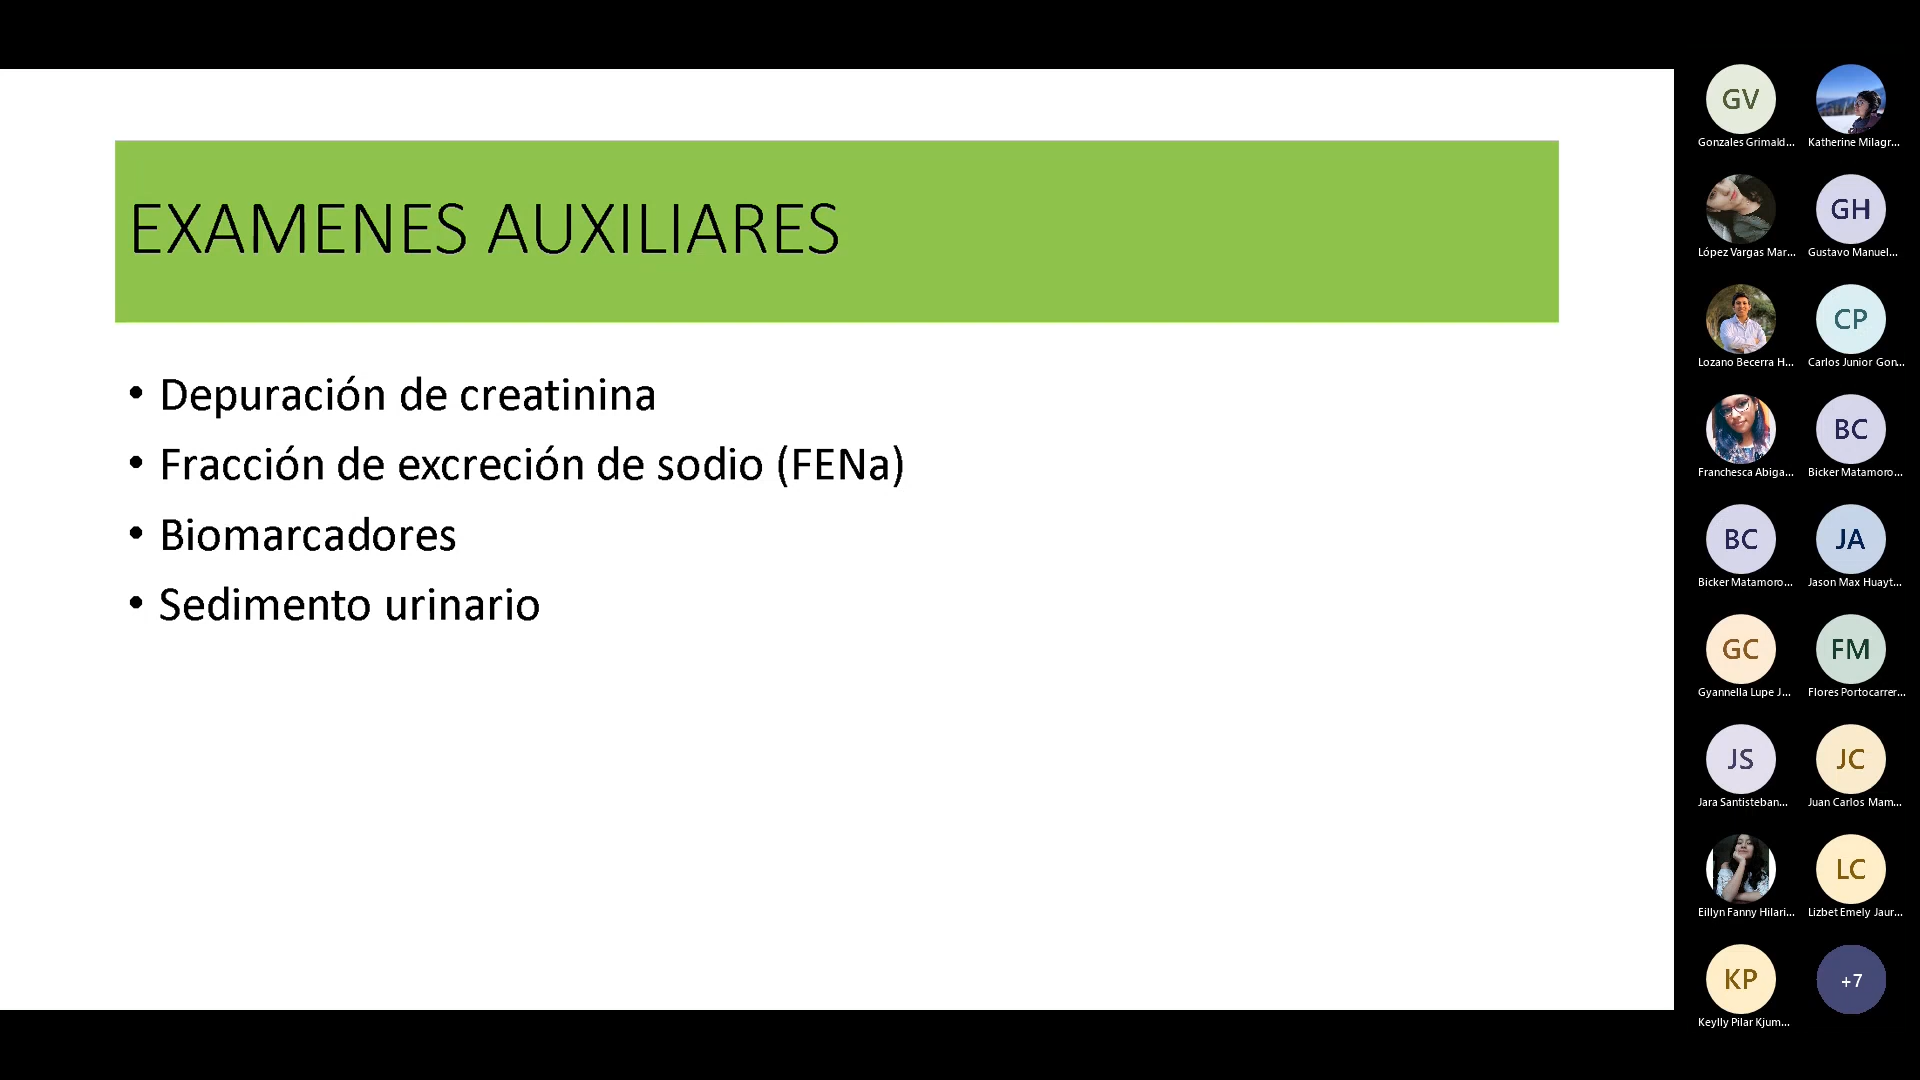 EXAMENES AUXILIARES
• Depuración de creatinina
• Fracción de excreción de sodio (FENa)
• Biomarcadores
• Sedimento urinario
GV
Gonzales Grimald...
Katherine Milagr...
López Vargas Mar...
GH
Gustavo Manuel...
Lozano Becerra H...
CP
Carlos Junior Gon...
Franchesca Abiga...
BC
Bicker Matamoro...
BC
Bicker Matamoro...
JA
Jason Max Huayt...
GC
Gyannella Lupe J...
FM
Flores Portocarrer...
JS
Jara Santisteban...
JC
Juan Carlos Mam...
Eillyn Fanny Hilari...
LC
Lizbet Emely Jaur...
KP
Keylly Pilar Kjum...
+7